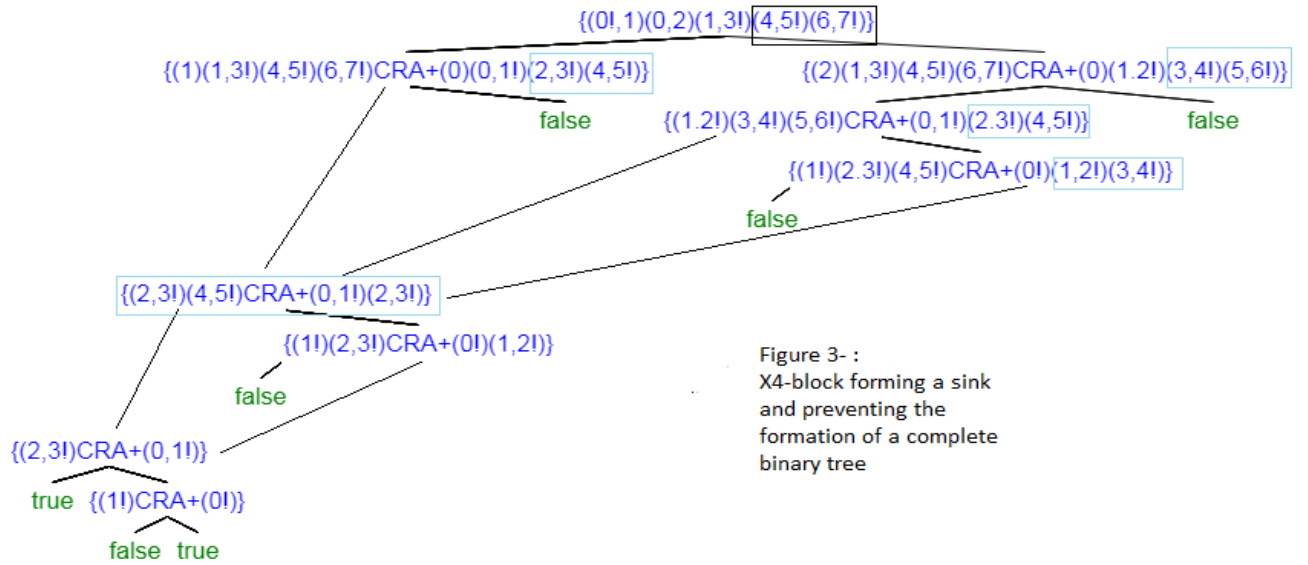 {(0!,1)(0,2)(1,3!)(4,5!)(6,7!)}
{(1)(1,3!)(4,5!)(6,7!)CRA+(0)(0,1!)(2,3!)(4,5!)}
{(2)(1,3!)(4,5!)(6,7!)CRA+(0)(1.2!)(3,4!)(5,6!)}
false
{(1.2!)(3,4!)(5,6!)CRA+(0,1!)(2.3!)(4,5!)}
false
{(1!)(2.3!)(4,5!)CRA+(0!)(1,2!)(3,4!)}
false
{(2,3!)(4,5!)CRA+(0,1!)(2,3!)}
{(1!)(2,3!)CRA+(0!)(1,2!)}
false
Figure 3- :
X4-block forming a sink
and preventing the
formation of a complete
binary tree
{(2,3!)CRA+(0,1!)}
true
{(1!)CRA+(0!)}
false
true